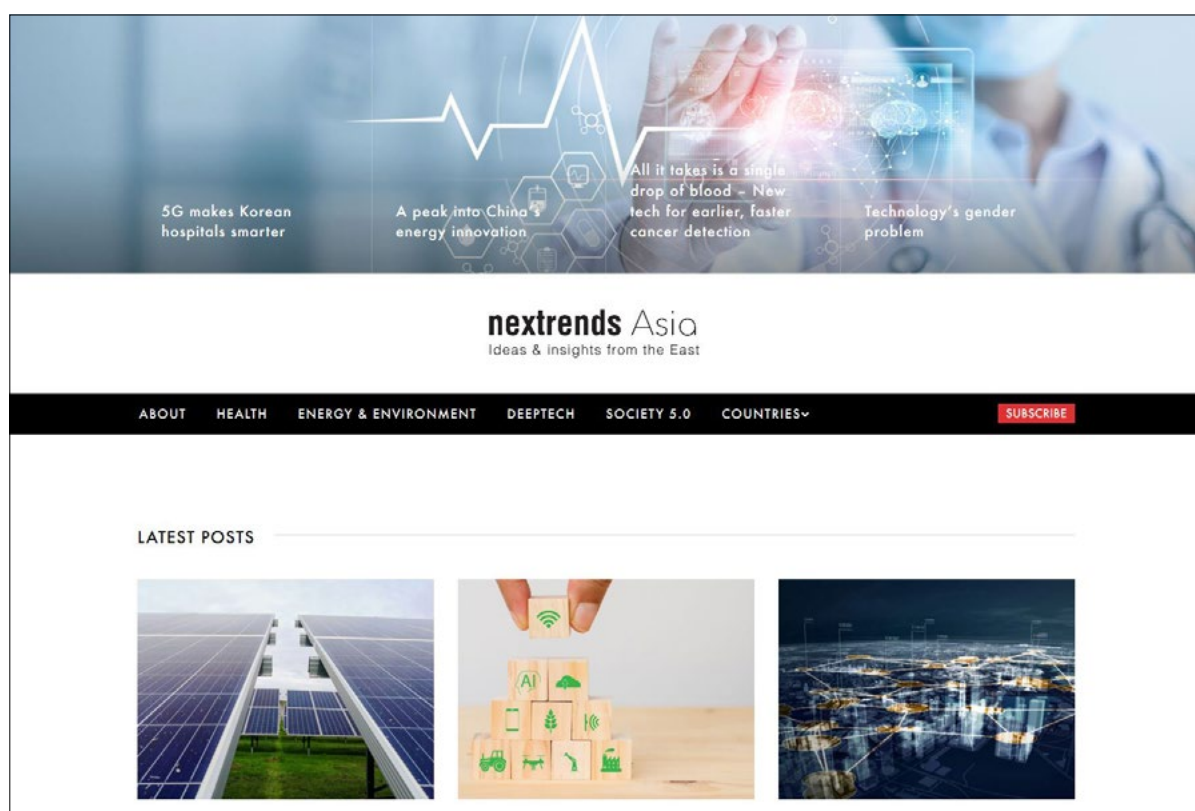 5G makes Korean
hospitals smarter
A peak into China's
energy innovation
All it takes is a single
drop of blood – New
tech for earlier, faster
cancer detection
Technology's gender
problem
nextrends Asia
Ideas & insights from the East
ABOUT HEALTH ENERGY & ENVIRONMENT DEEPTECH SOCIETY 5.0 COUNTRIES SUBSCRIBE
LATEST POSTS
AI